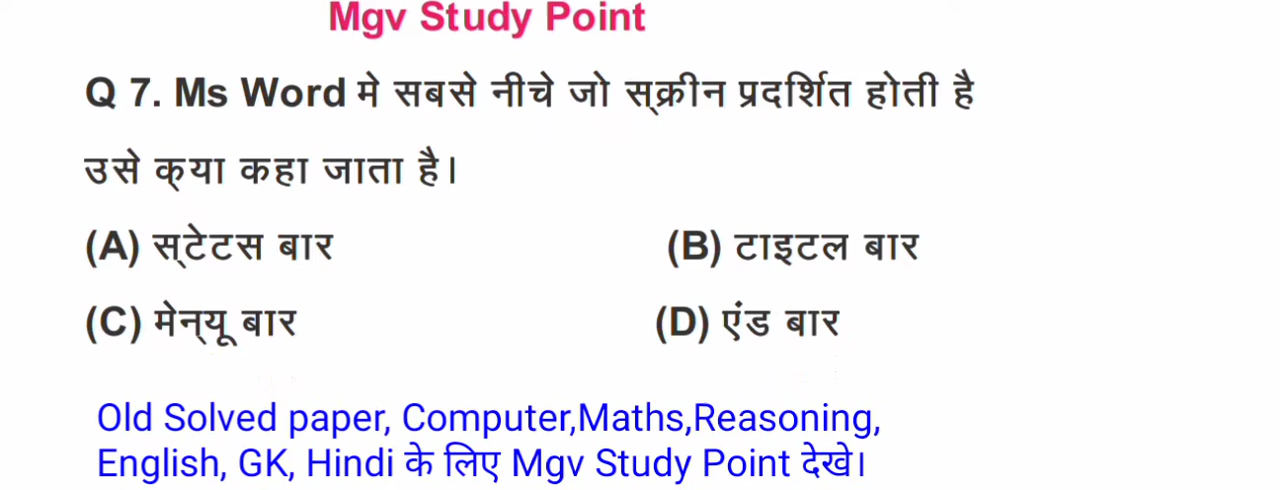 Mgv Study Point
Q 7. Ms Word मे सबसे नीचे जो स्क्रीन प्रदर्शित होती है
उसे क्या कहा जाता है।
(A) स्टेटस बार (B) टाइटल बार
(C) मेन्यू बार (D) एंड बार
Old Solved paper, Computer,Maths,Reasoning,
English, GK, Hindi के लिए Mgv Study Point देखे।